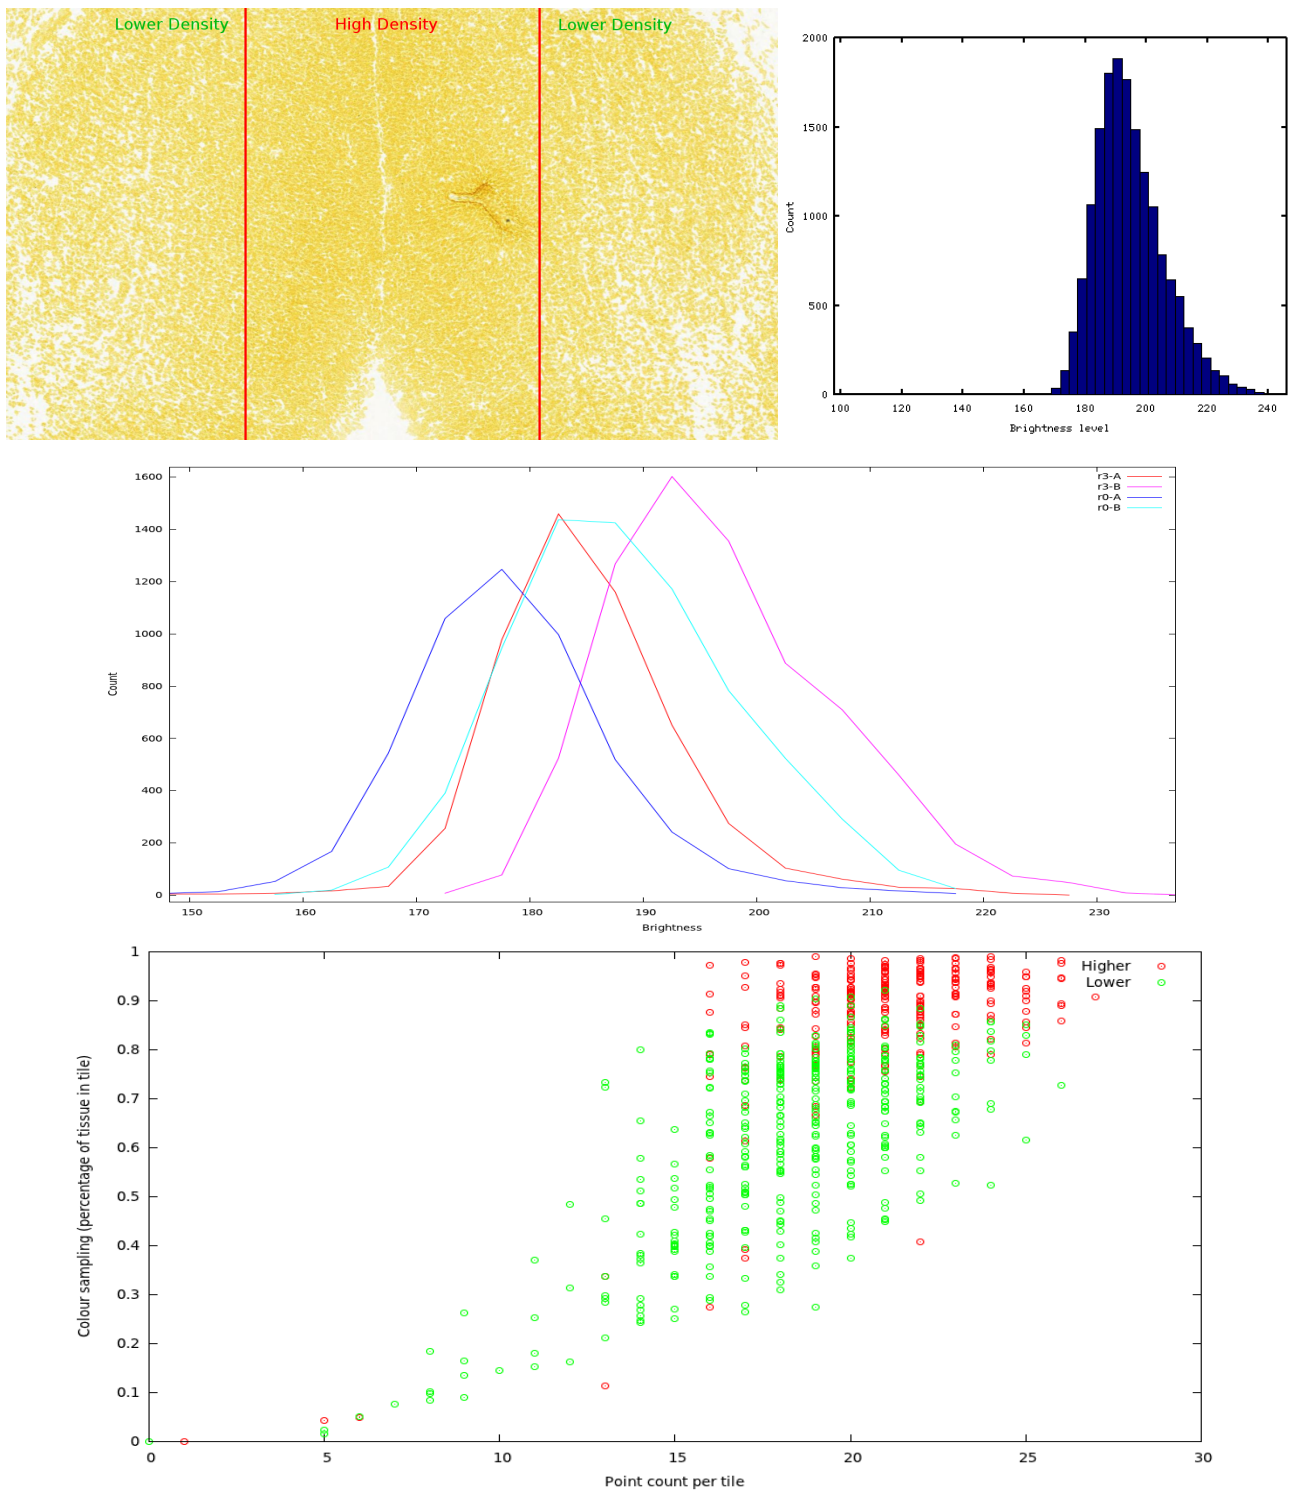 Lower Density
High Density
Lower Density
2000
1500
1000
500
0
Count
100 120 140 160 180 200 220 240
Brightness level
1600
1400
1200
1000
800
600
400
200
0
Count
r3-A
r3-B
r0-A
r0-B
150 160 170 180 190 200 210 220 230
Brightness
1
0.9
0.8
0.7
0.6
0.5
0.4
0.3
0.2
0.1
0
Colour sampling (percentage of tissue in tile)
Higher
Lower
0 5 10 15 20 25 30
Point count per tile